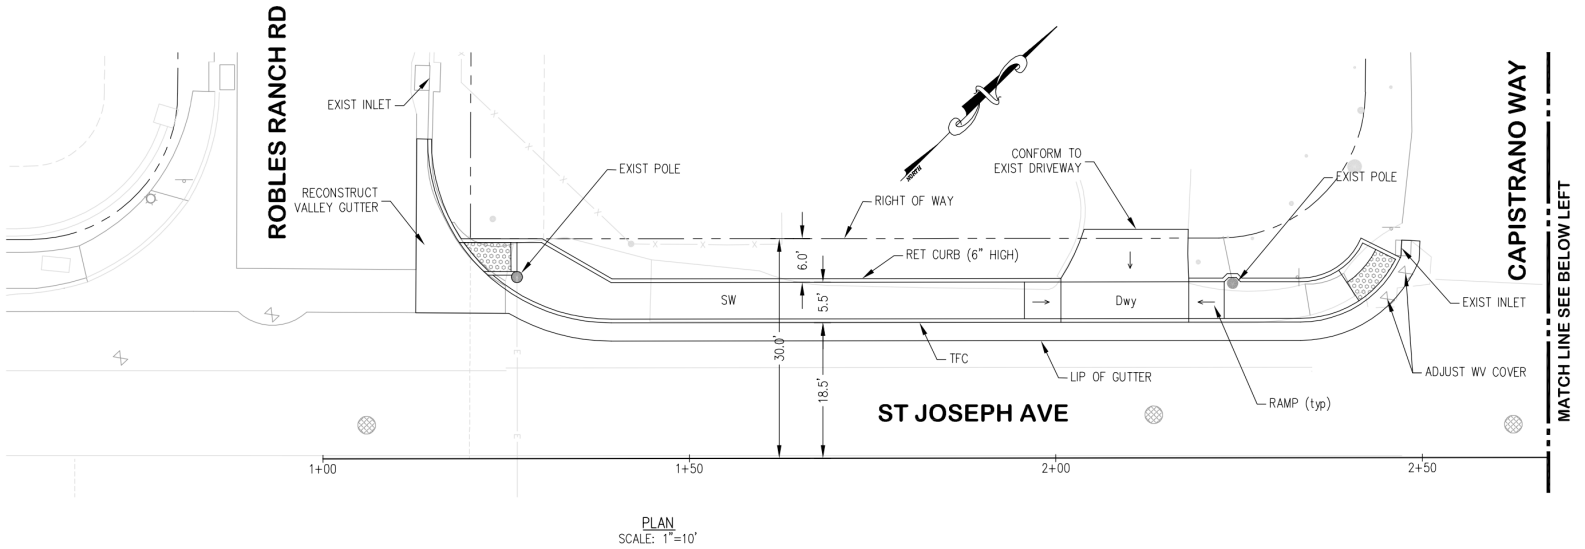 ROBLES RANCH RD
EXIST INLET
RECONSTRUCT
VALLEY GUTTER
EXIST POLE
NORTH
CONFORM TO
EXIST DRIVEWAY
RIGHT OF WAY
RET CURB (6" HIGH)
EXIST POLE
CAPISTRANO WAY
MATCH LINE SEE BELOW LEFT
EXIST INLET
6.0'
5.5'
30.0'
18.5'
SW
Dwy
TFC
LIP OF GUTTER
ADJUST WV COVER
RAMP (typ)
ST JOSEPH AVE
1+00
1+50
2+00
2+50
PLAN
SCALE: 1"=10'